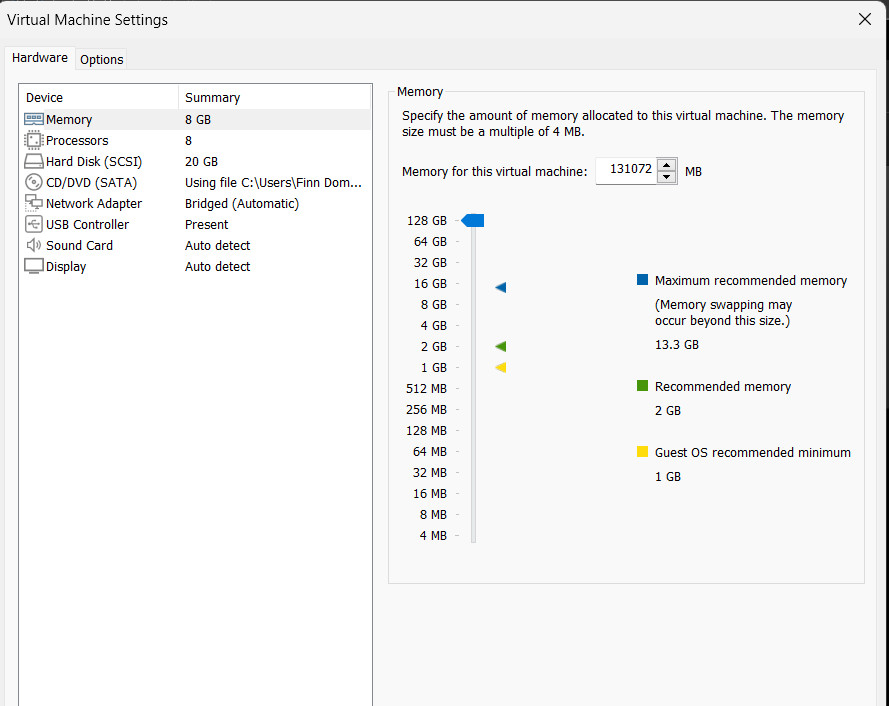 Virtual Machine Settings
Hardware Options
Device Summary
Memory 8 GB
Processors 8
Hard Disk (SCSI) 20 GB
CD/DVD (SATA) Using file C:\Users\Finn Dom...
Network Adapter Bridged (Automatic)
USB Controller Present
Sound Card Auto detect
Display Auto detect
Memory
Specify the amount of memory allocated to this virtual machine. The memory
size must be a multiple of 4 MB.
Memory for this virtual machine: 131072 MB
128 GB
64 GB
32 GB
16 GB
8 GB
4 GB
2 GB
1 GB
512 MB
256 MB
128 MB
64 MB
32 MB
16 MB
8 MB
4 MB
Maximum recommended memory
(Memory swapping may
occur beyond this size.)
13.3 GB
Recommended memory
2 GB
Guest OS recommended minimum
1 GB